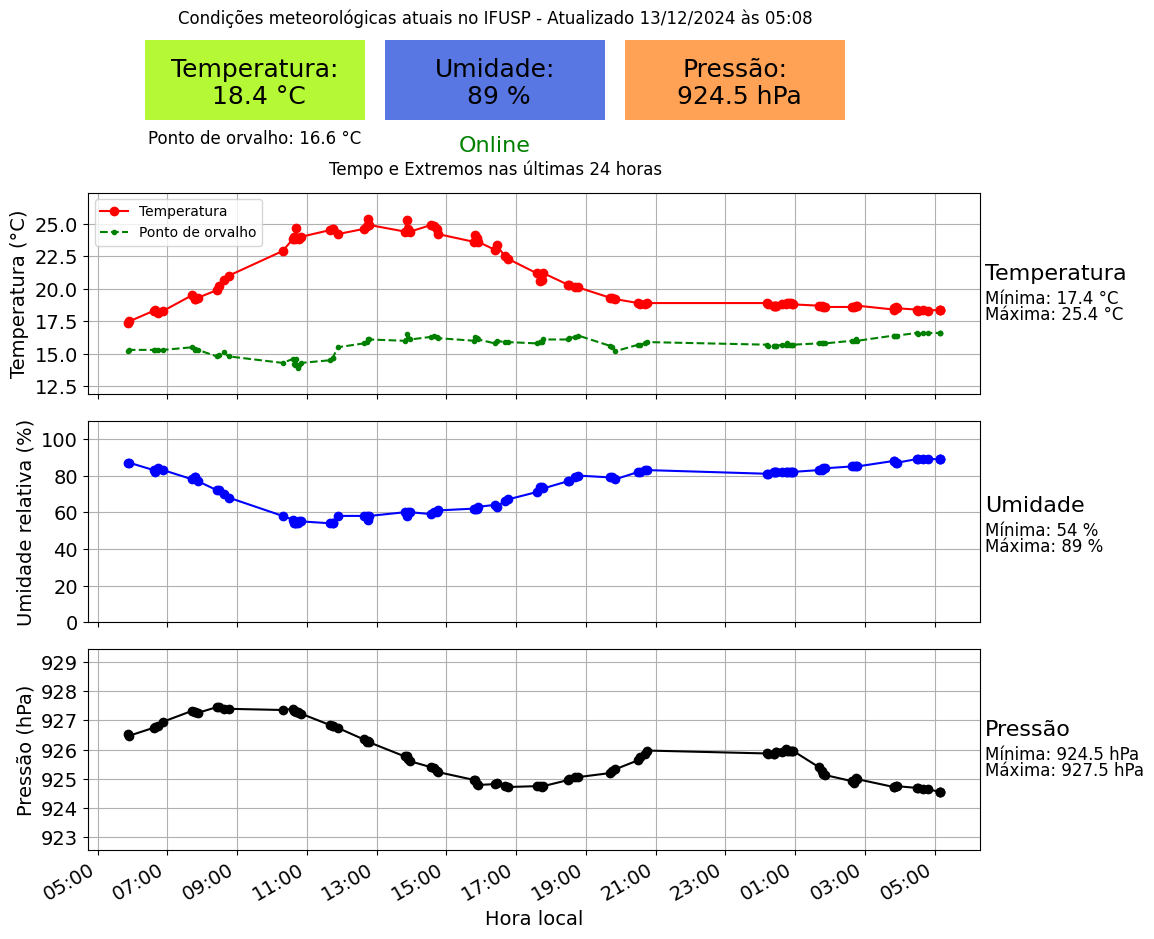 Condições meteorológicas atuais no IFUSP - Atualizado 13/12/2024 às 05:08
Temperatura:
18.4 °C
Umidade:
89 %
Pressão:
924.5 hPa
Ponto de orvalho: 16.6 °C
Online
Tempo e Extremos nas últimas 24 horas
Temperatura (°C)
25.0
22.5
20.0
17.5
15.0
12.5
Temperatura
Ponto de orvalho
Temperatura
Mínima: 17.4 °C
Máxima: 25.4 °C
Umidade relativa (%)
100
80
60
40
20
0
Umidade
Mínima: 54 %
Máxima: 89 %
Pressão (hPa)
929
928
927
926
925
924
923
Pressão
Mínima: 924.5 hPa
Máxima: 927.5 hPa
05:00
07:00
09:00
11:00
13:00
15:00
17:00
19:00
21:00
23:00
01:00
03:00
05:00
Hora local